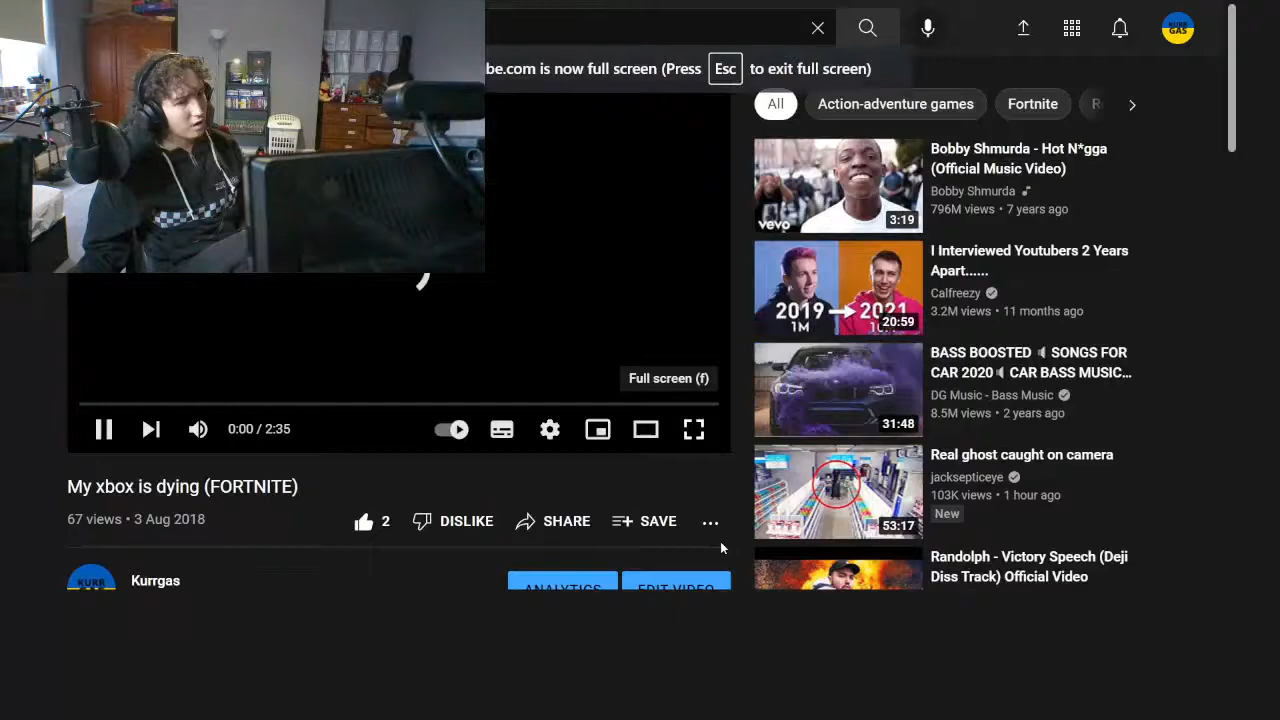 be.com is now full screen (Press Esc to exit full screen)
KURR
GAS
All
Action-adventure games
Fortnite
Full screen (f)
0:00 / 2:35
My xbox is dying (FORTNITE)
67 views • 3 Aug 2018
2
DISLIKE
SHARE
SAVE
KURR
Kurrgas
ANALYTICS
EDIT VIDEO
vevo
3:19
Bobby Shmurda - Hot N*gga
(Official Music Video)
Bobby Shmurda
796M views • 7 years ago
2019 → 2021
1M
20:59
I Interviewed Youtubers 2 Years
Apart......
Calfreezy
3.2M views • 11 months ago
31:48
BASS BOOSTED 🔈 SONGS FOR
CAR 2020🔈 CAR BASS MUSIC...
DG Music - Bass Music
8.5M views • 2 years ago
53:17
Real ghost caught on camera
jacksepticeye
103K views • 1 hour ago
New
Randolph - Victory Speech (Deji
Diss Track) Official Video